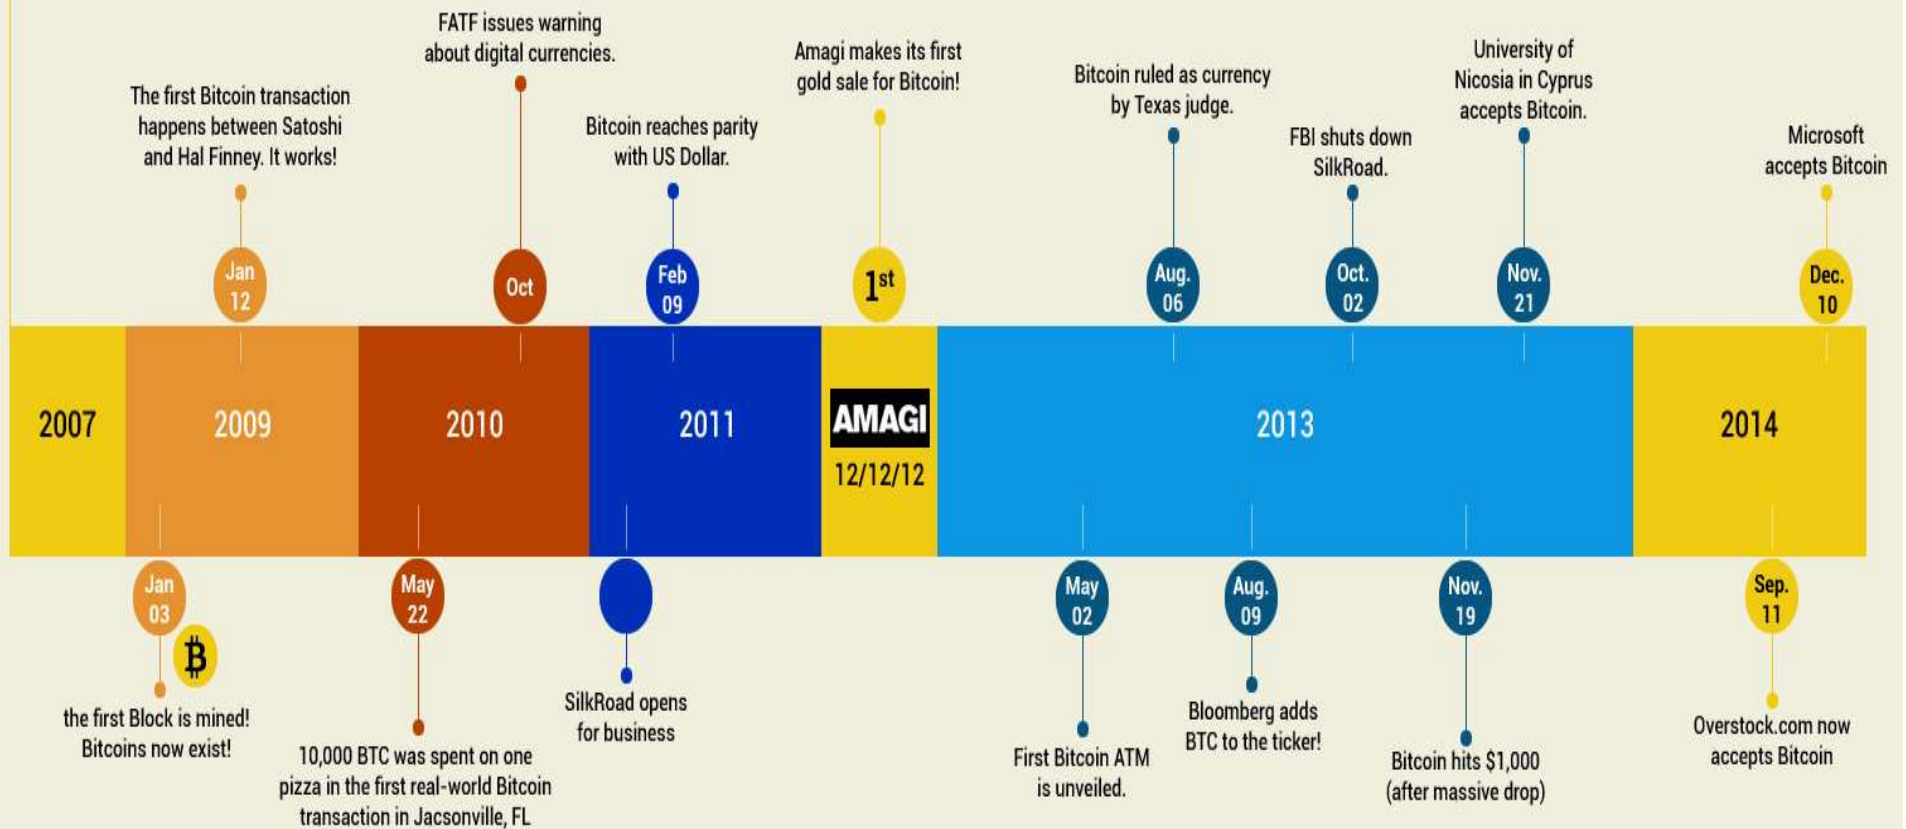 FATF issues warning
about digital currencies.
The first Bitcoin transaction
happens between Satoshi
and Hal Finney. It works!
Bitcoin reaches parity
with US Dollar.
Amagi makes its first
gold sale for Bitcoin!
Bitcoin ruled as currency
by Texas judge.
FBI shuts down
SilkRoad.
University of
Nicosia in Cyprus
accepts Bitcoin.
Microsoft
accepts Bitcoin
Jan
12
Oct
Feb
09
1st
Aug.
06
Oct.
02
Nov.
21
Dec.
10
2007
2009
2010
2011
AMAGI
12/12/12
2013
2014
Jan
03
₿
May
22
May
02
Aug.
09
Nov.
19
Sep.
11
the first Block is mined!
Bitcoins now exist!
10,000 BTC was spent on one
pizza in the first real-world Bitcoin
transaction in Jacsonville, FL
SilkRoad opens
for business
First Bitcoin ATM
is unveiled.
Bloomberg adds
BTC to the ticker!
Bitcoin hits $1,000
(after massive drop)
Overstock.com now
accepts Bitcoin